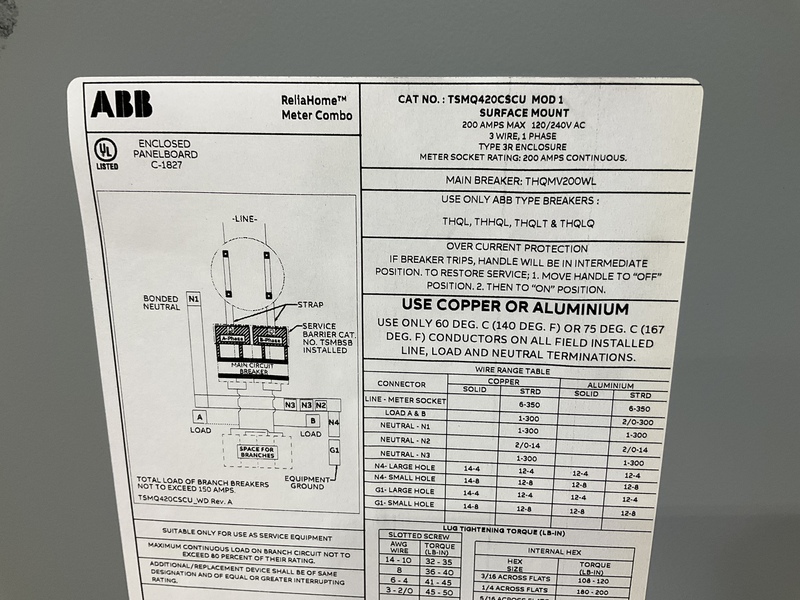 ABB
ReliaHome™
Meter Combo
UL
LISTED
ENCLOSED
PANELBOARD
C-1827
-LINE-
BONDED
NEUTRAL
N1
STRAP
A-Phase
B-Phase
SERVICE
BARRIER CAT.
NO. TSMBSB
INSTALLED
MAIN CIRCUIT
BREAKER
N3 N3 N2
A
B
N4
LOAD
LOAD
G1
SPACE FOR
BRANCHES
EQUIPMENT
GROUND
TOTAL LOAD OF BRANCH BREAKERS
NOT TO EXCEED 150 AMPS.
TSMQ420CSCU_WD Rev. A
SUITABLE ONLY FOR USE AS SERVICE EQUIPMENT
MAXIMUM CONTINUOUS LOAD ON BRANCH CIRCUIT NOT TO
EXCEED 80 PERCENT OF THEIR RATING.
ADDITIONAL/REPLACEMENT DEVICE SHALL BE OF SAME
DESIGNATION AND OF EQUAL OR GREATER INTERRUPTING
RATING.
CAT NO. : TSMQ420CSCU MOD 1
SURFACE MOUNT
200 AMPS MAX 120/240V AC
3 WIRE, 1 PHASE
TYPE 3R ENCLOSURE
METER SOCKET RATING: 200 AMPS CONTINUOUS.
MAIN BREAKER: THQMV200WL
USE ONLY ABB TYPE BREAKERS :
THQL, THHQL, THQLT & THQLQ
OVER CURRENT PROTECTION
IF BREAKER TRIPS, HANDLE WILL BE IN INTERMEDIATE
POSITION. TO RESTORE SERVICE; 1. MOVE HANDLE TO "OFF"
POSITION. 2. THEN TO "ON" POSITION.
USE COPPER OR ALUMINIUM
USE ONLY 60 DEG. C (140 DEG. F) OR 75 DEG. C (167
DEG. F) CONDUCTORS ON ALL FIELD INSTALLED
LINE, LOAD AND NEUTRAL TERMINATIONS.
WIRE RANGE TABLE
CONNECTOR COPPER ALUMINIUM
SOLID STRD SOLID STRD
LINE - METER SOCKET 6-350 6-350
LOAD A & B 1-300 2/0-300
NEUTRAL - N1 1-300 1-300
NEUTRAL - N2 2/0-14 2/0-14
NEUTRAL - N3 1-300 1-300
N4- LARGE HOLE 14-4 12-4 12-4 12-4
N4- SMALL HOLE 14-8 12-8 12-8 12-8
G1- LARGE HOLE 14-4 12-4 12-4 12-4
G1- SMALL HOLE 14-8 12-8 12-8 12-8
LUG TIGHTENING TORQUE (LB-IN)
SLOTTED SCREW INTERNAL HEX
AWG WIRE TORQUE (LB-IN) HEX SIZE TORQUE (LB-IN)
14 - 10 32 - 35 3/16 ACROSS FLATS 108 - 120
8 36 - 40 1/4 ACROSS FLATS 180 - 200
6 - 4 41 - 45 5/16 ACROSS FLATS
3 - 2/0 45 - 50